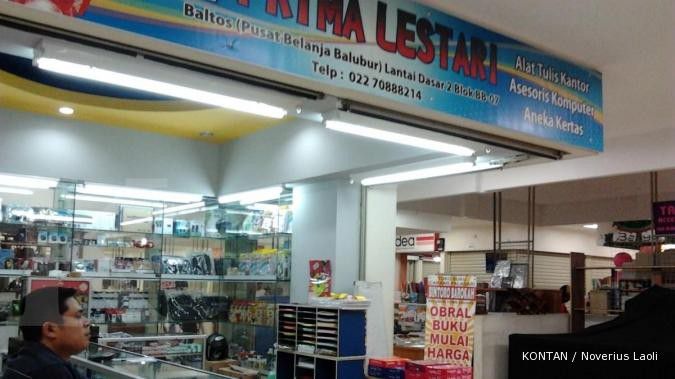 PRIMA LESTARI
Baltos (Pusat Belanja Balubur) Lantai Dasar 2 Blok BB-07
Telp : 022 70888214
Alat Tulis Kantor
Asesoris Komputer
Aneka Kertas
dea
OBRAL
BUKU
MULAI
HARGA
KONTAN / Noverius Laoli